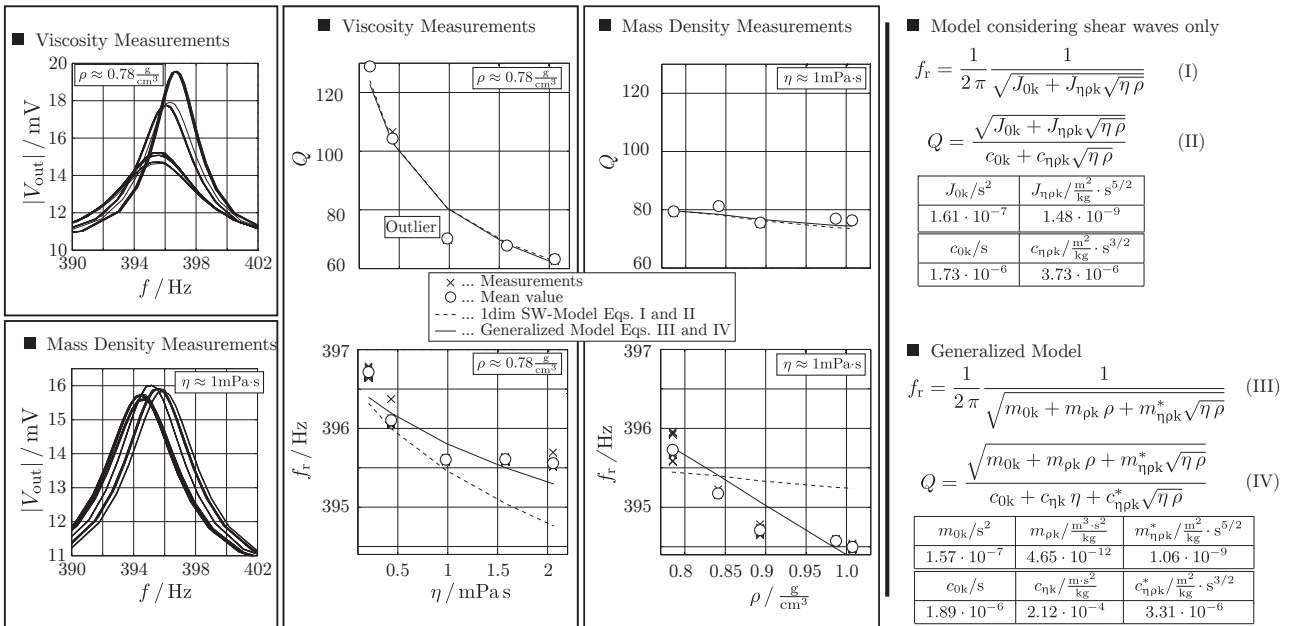 ■ Viscosity Measurements
ρ ≈ 0.78 g/cm³
|V_out| / mV
20
18
16
14
12
10
390 394 398 402
f / Hz
■ Mass Density Measurements
η ≈ 1mPa·s
|V_out| / mV
16
15
14
13
12
11
390 394 398 402
f / Hz
■ Viscosity Measurements
ρ ≈ 0.78 g/cm³
Q
120
100
80
60
Outlier
■ Mass Density Measurements
η ≈ 1mPa·s
Q
120
100
80
60
× ... Measurements
○ ... Mean value
---- ... 1dim SW-Model Eqs. I and II
— ... Generalized Model Eqs. III and IV
ρ ≈ 0.78 g/cm³
f_r / Hz
397
396
395
0.5 1 1.5 2
η / mPa s
η ≈ 1mPa·s
f_r / Hz
397
396
395
0.8 0.85 0.9 0.95 1.0
ρ / g/cm³
■ Model considering shear waves only
f_r = 1/(2 π) 1/√(J_0k + J_ηρk √(η ρ)) (I)
Q = √(J_0k + J_ηρk √(η ρ)) / (c_0k + c_ηρk √(η ρ)) (II)
J_0k/s² J_ηρk/ m²/kg · s^5/2
1.61 · 10⁻⁷ 1.48 · 10⁻⁹
c_0k/s c_ηρk/ m²/kg · s^3/2
1.73 · 10⁻⁶ 3.73 · 10⁻⁶
■ Generalized Model
f_r = 1/(2 π) 1/√(m_0k + m_ρk ρ + m*_ηρk √(η ρ)) (III)
Q = √(m_0k + m_ρk ρ + m*_ηρk √(η ρ)) / (c_0k + c_ηk η + c*_ηρk √(η ρ)) (IV)
m_0k/s² m_ρk/ m³·s²/kg m*_ηρk/ m²/kg · s^5/2
1.57 · 10⁻⁷ 4.65 · 10⁻¹² 1.06 · 10⁻⁹
c_0k/s c_ηk/ m·s²/kg c*_ηρk/ m²/kg · s^3/2
1.89 · 10⁻⁶ 2.12 · 10⁻⁴ 3.31 · 10⁻⁶